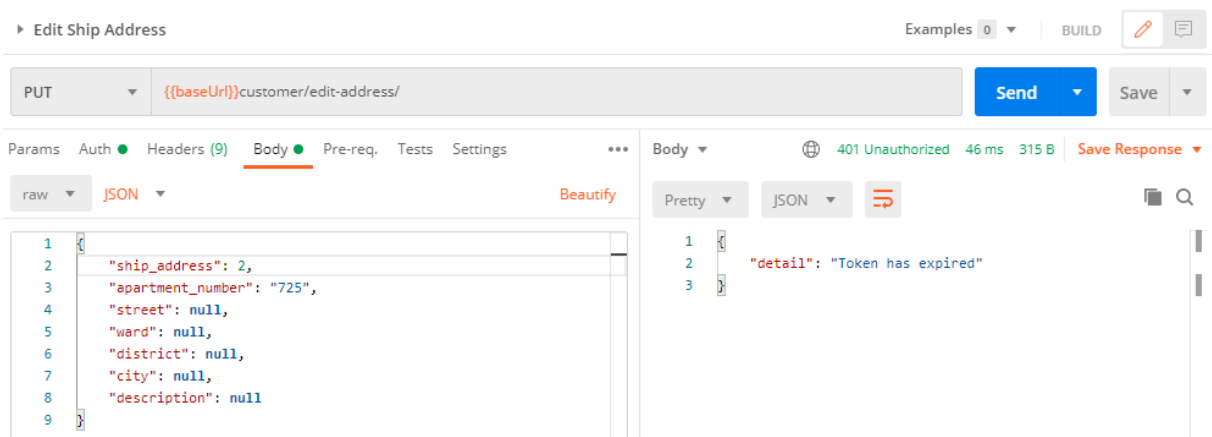 Edit Ship Address Examples 0 BUILD
PUT {{baseUrl}}customer/edit-address/ Send Save
Params Auth Headers (9) Body Pre-req. Tests Settings
raw JSON Beautify
1 {
2 "ship_address": 2,
3 "apartment_number": "725",
4 "street": null,
5 "ward": null,
6 "district": null,
7 "city": null,
8 "description": null
9 }
Body 401 Unauthorized 46 ms 315 B Save Response
Pretty JSON
1 {
2 "detail": "Token has expired"
3 }